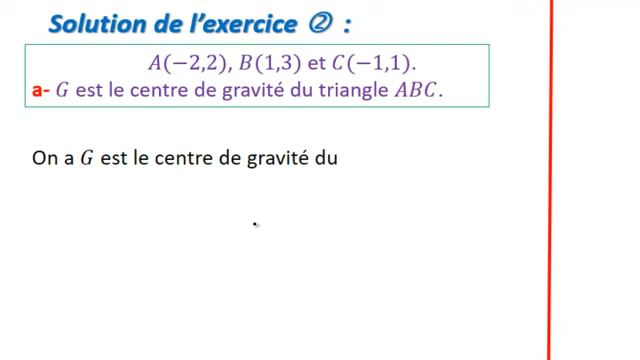 Solution de l'exercice ② :
A(−2,2), B(1,3) et C(−1,1).
a- G est le centre de gravité du triangle ABC.
On a G est le centre de gravité du